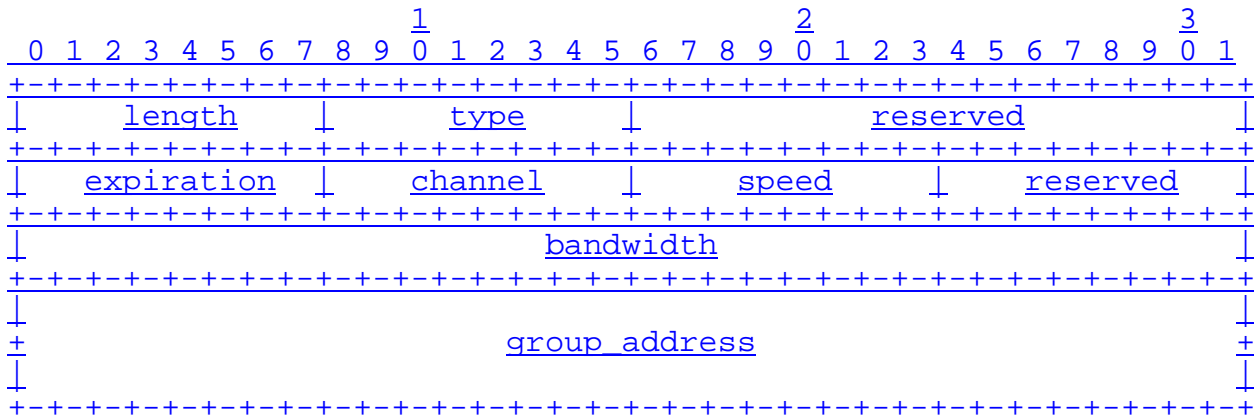 1                   2                   3
 0 1 2 3 4 5 6 7 8 9 0 1 2 3 4 5 6 7 8 9 0 1 2 3 4 5 6 7 8 9 0 1
+-+-+-+-+-+-+-+-+-+-+-+-+-+-+-+-+-+-+-+-+-+-+-+-+-+-+-+-+-+-+-+-+
|     length    |      type     |            reserved           |
+-+-+-+-+-+-+-+-+-+-+-+-+-+-+-+-+-+-+-+-+-+-+-+-+-+-+-+-+-+-+-+-+
|   expiration  |    channel    |     speed     |    reserved   |
+-+-+-+-+-+-+-+-+-+-+-+-+-+-+-+-+-+-+-+-+-+-+-+-+-+-+-+-+-+-+-+-+
|                           bandwidth                           |
+-+-+-+-+-+-+-+-+-+-+-+-+-+-+-+-+-+-+-+-+-+-+-+-+-+-+-+-+-+-+-+-+
|                                                               |
+                         group_address                         +
|                                                               |
+-+-+-+-+-+-+-+-+-+-+-+-+-+-+-+-+-+-+-+-+-+-+-+-+-+-+-+-+-+-+-+-+